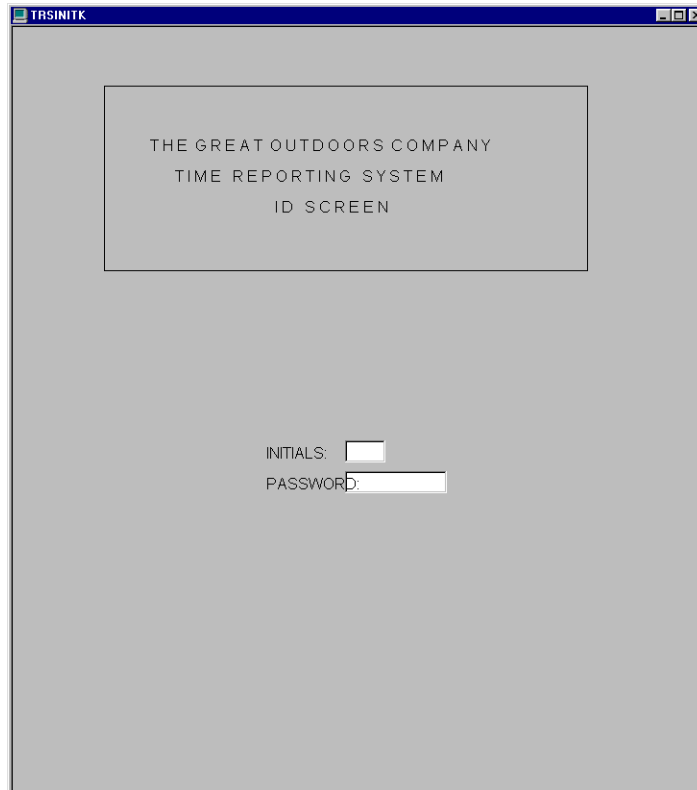 TRSINITK
THE GREAT OUTDOORS COMPANY
TIME REPORTING SYSTEM
ID SCREEN
INITIALS:
PASSWORD: